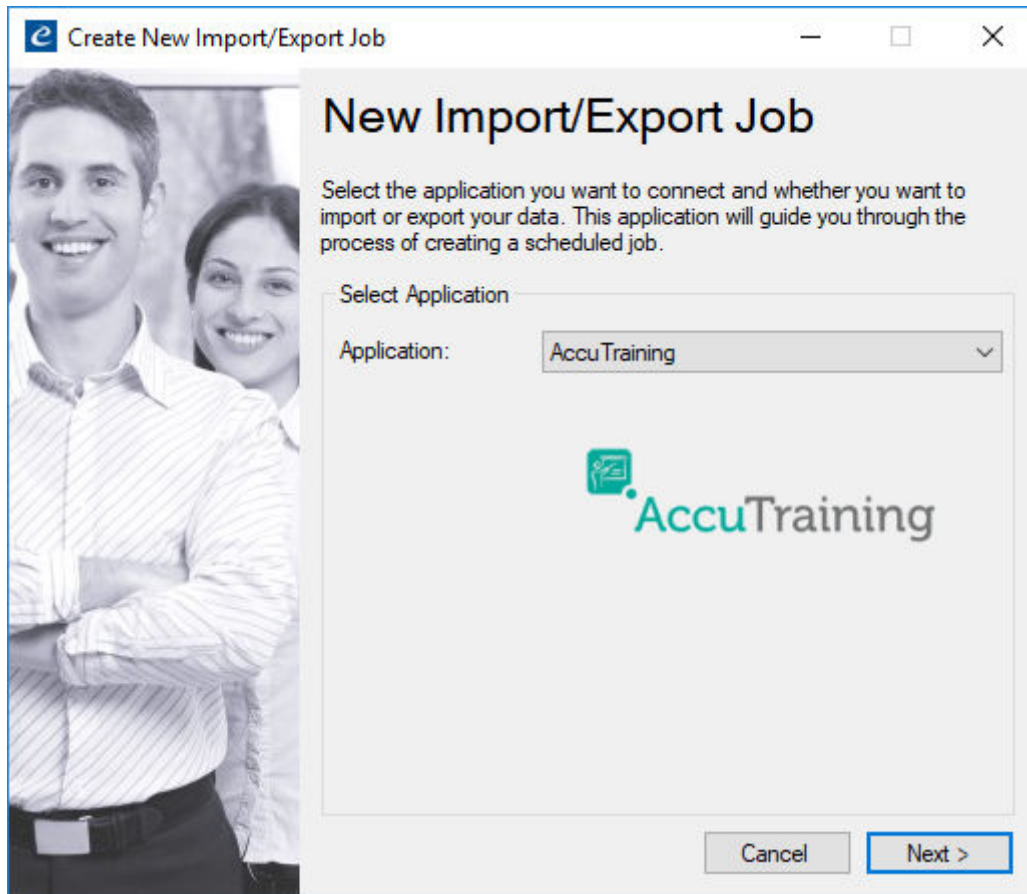 Create New Import/Export Job
New Import/Export Job
Select the application you want to connect and whether you want to
import or export your data. This application will guide you through the
process of creating a scheduled job.
Select Application
Application:
AccuTraining
AccuTraining
Cancel
Next >